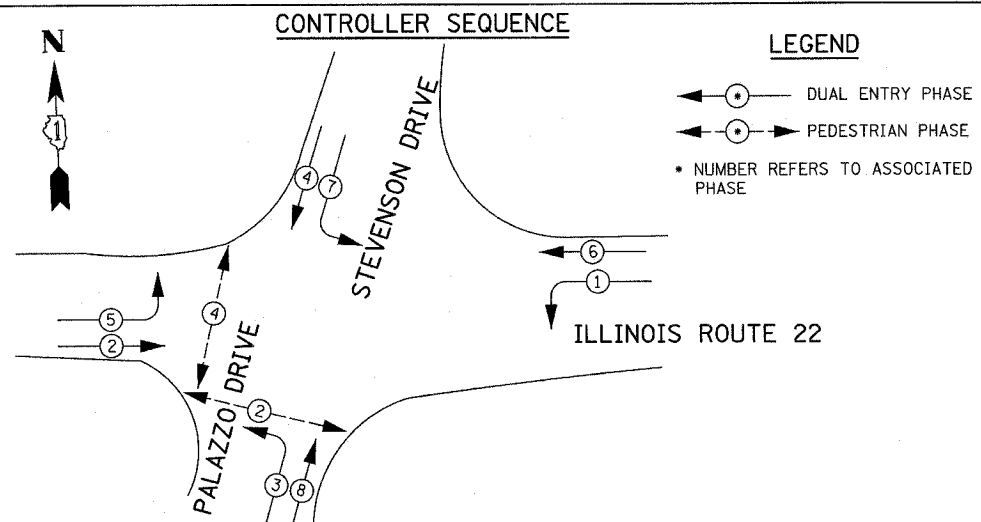 CONTROLLER SEQUENCE
N
1
LEGEND
* DUAL ENTRY PHASE
* PEDESTRIAN PHASE
* NUMBER REFERS TO ASSOCIATED
PHASE
STEVENSON DRIVE
4
7
6
1
5
2
4
ILLINOIS ROUTE 22
PALAZZO DRIVE
2
3
8